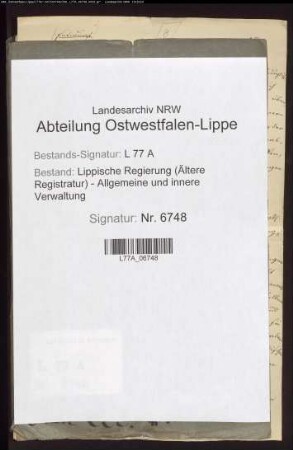 Landesarchiv NRW
Abteilung Ostwestfalen-Lippe
Bestands-Signatur: L 77 A
Bestand: Lippische Regierung (Ältere
Registratur) - Allgemeine und innere
Verwaltung
Signatur: Nr. 6748
L77A_06748